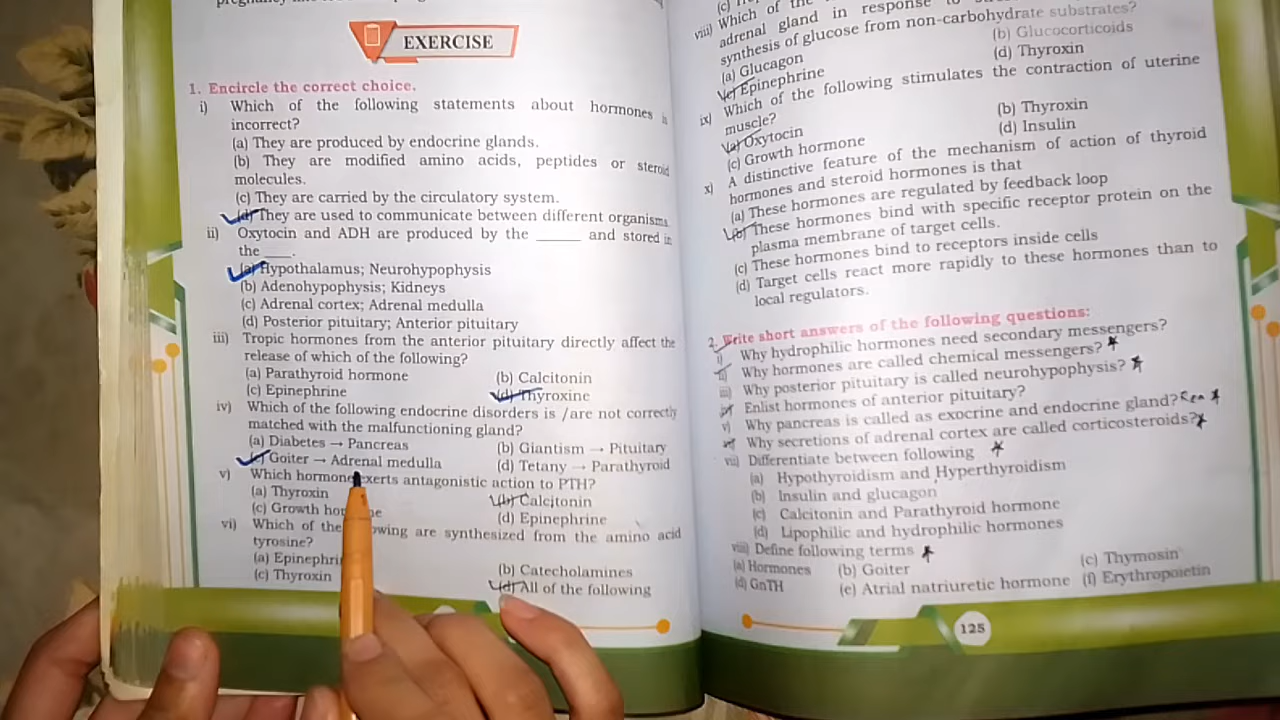 EXERCISE
1. Encircle the correct choice.
i) Which of the following statements about hormones is
incorrect?
(a) They are produced by endocrine glands.
(b) They are modified amino acids, peptides or steroid
molecules.
(c) They are carried by the circulatory system.
(d) They are used to communicate between different organisms.
ii) Oxytocin and ADH are produced by the ______ and stored in
the ___.
(a) Hypothalamus; Neurohypophysis
(b) Adenohypophysis; Kidneys
(c) Adrenal cortex; Adrenal medulla
(d) Posterior pituitary; Anterior pituitary
iii) Tropic hormones from the anterior pituitary directly affect the
release of which of the following?
(a) Parathyroid hormone (b) Calcitonin
(c) Epinephrine (d) Thyroxine
iv) Which of the following endocrine disorders is /are not correctly
matched with the malfunctioning gland?
(a) Diabetes → Pancreas (b) Giantism → Pituitary
(c) Goiter → Adrenal medulla (d) Tetany → Parathyroid
v) Which hormone exerts antagonistic action to PTH?
(a) Thyroxin (b) Calcitonin
(c) Growth (d) Epinephrine
vi) Which of the are synthesized from the amino acid
tyrosine?
(a) (b) Catecholamines
(c) Thyroxin (d) All of the following
viii) Which of the
adrenal gland in response to
synthesis of glucose from non-carbohydrate substrates?
(a) Glucagon (b) Glucocorticoids
(c) Epinephrine (d) Thyroxin
ix) Which of the following stimulates the contraction of uterine
muscle?
(a) Oxytocin (b) Thyroxin
(c) Growth hormone (d) Insulin
x) A distinctive feature of the mechanism of action of thyroid
hormones and steroid hormones is that
(a) These hormones are regulated by feedback loop
(b) These hormones bind with specific receptor protein on the
plasma membrane of target cells.
(c) These hormones bind to receptors inside cells
(d) Target cells react more rapidly to these hormones than to
local regulators.
2. Write short answers of the following questions:
i) Why hydrophilic hormones need secondary messengers?
ii) Why hormones are called chemical messengers?
iii) Why posterior pituitary is called neurohypophysis?
iv) Enlist hormones of anterior pituitary?
v) Why pancreas is called as exocrine and endocrine gland?
vi) Why secretions of adrenal cortex are called corticosteroids?
vii) Differentiate between following
(a) Hypothyroidism and Hyperthyroidism
(b) Insulin and glucagon
(c) Calcitonin and Parathyroid hormone
(d) Lipophilic and hydrophilic hormones
viii) Define following terms
(a) Hormones (b) Goiter (c) Thymosin
(d) GnTH (e) Atrial natriuretic hormone (f) Erythropoietin
125